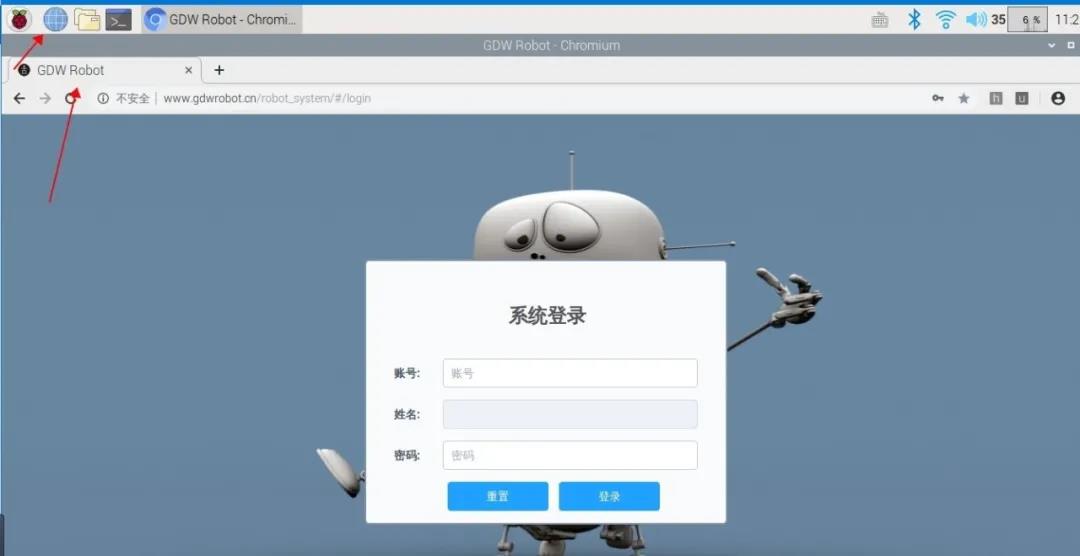 GDW Robot - Chromi...
35
6 %
11:2
GDW Robot - Chromium
GDW Robot
不安全 | www.gdwrobot.cn/robot_system/#/login
h
u
系统登录
账号: 账号
姓名:
密码: 密码
重置 登录